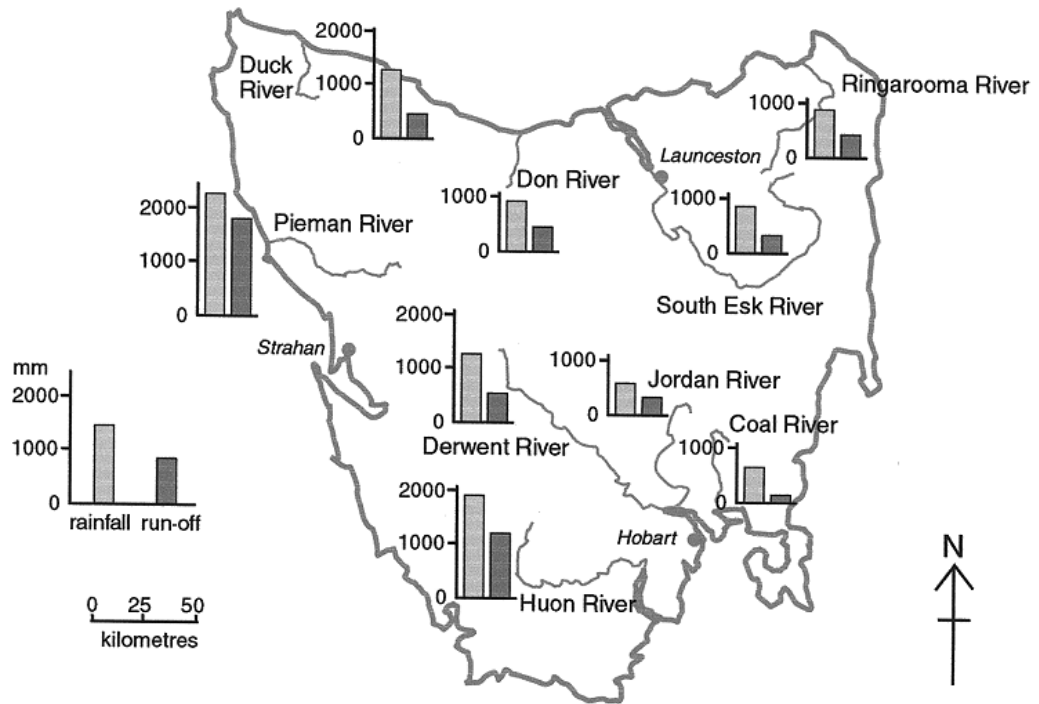 2000
1000
0
Duck
River
Ringarooma River
1000
0
Launceston
Don River
1000
0
1000
0
2000
1000
0
Pieman River
South Esk River
2000
1000
0
Strahan
1000
0
Jordan River
Coal River
1000
0
Derwent River
mm
2000
1000
0
rainfall run-off
2000
1000
0
Hobart
Huon River
N
0 25 50
kilometres